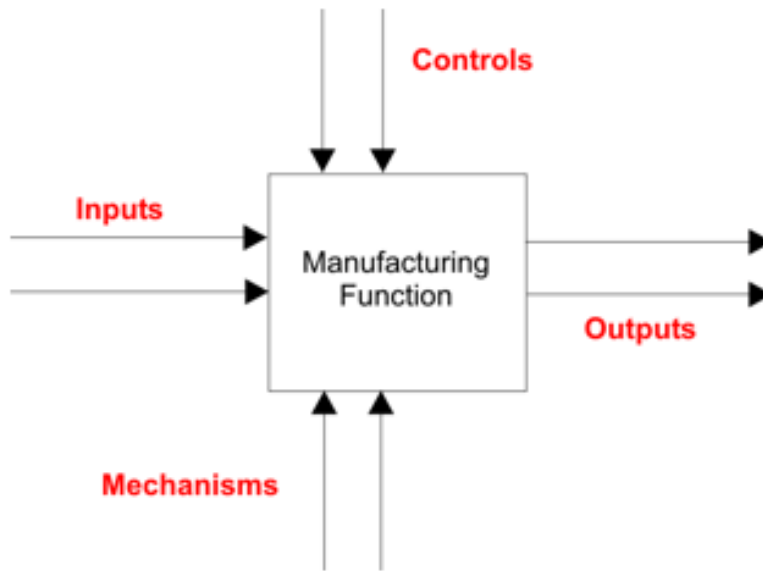 Controls
Inputs
Manufacturing
Function
Outputs
Mechanisms